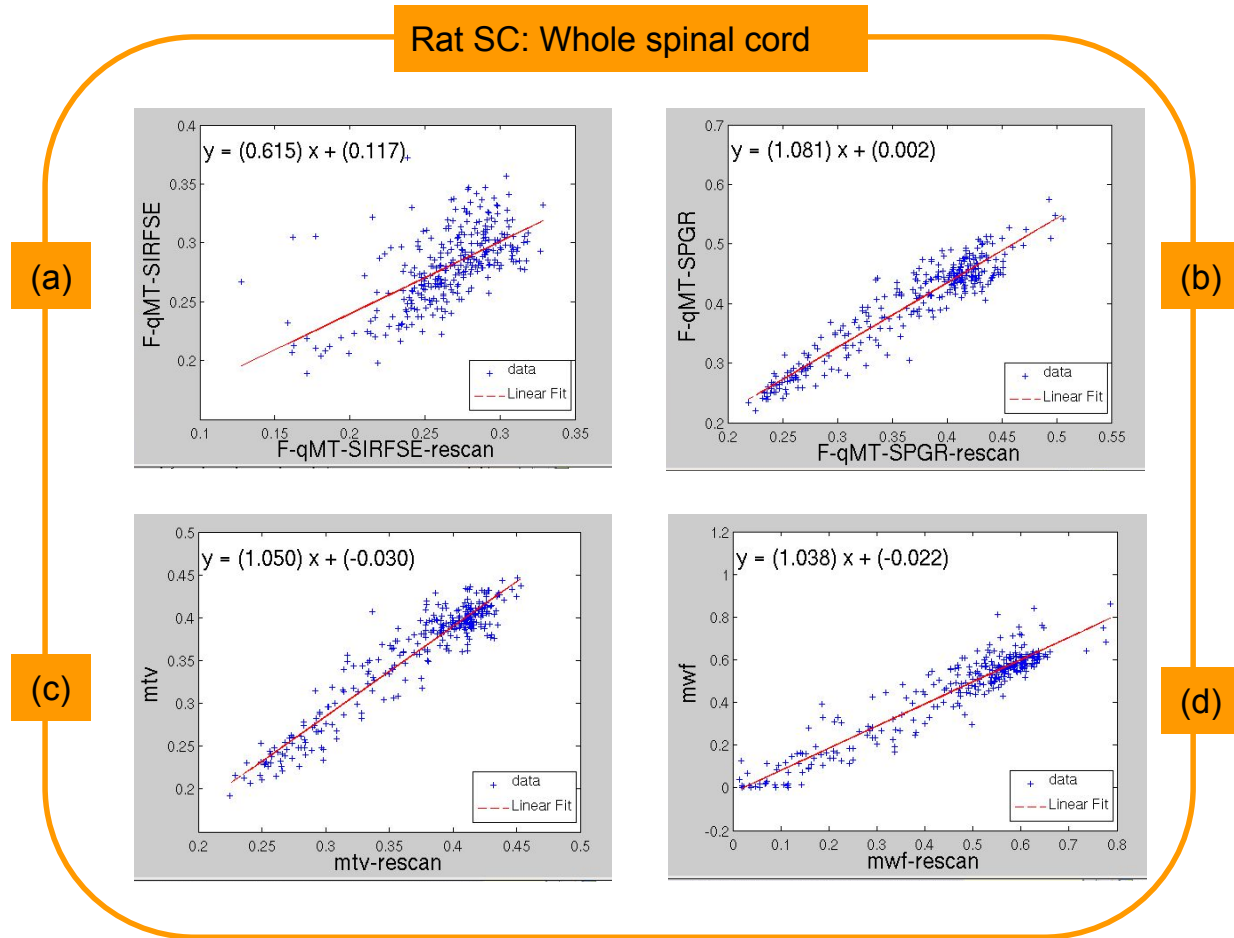 Rat SC: Whole spinal cord
(a)
y = (0.615) x + (0.117)
0.4
0.35
0.3
0.25
0.2
F-qMT-SIRFSE
data
Linear Fit
0.1 0.15 0.2 0.25 0.3 0.35
F-qMT-SIRFSE-rescan
(b)
y = (1.081) x + (0.002)
0.7
0.6
0.5
0.4
0.3
0.2
F-qMT-SPGR
data
Linear Fit
0.2 0.25 0.3 0.35 0.4 0.45 0.5 0.55
F-qMT-SPGR-rescan
(c)
y = (1.050) x + (-0.030)
0.5
0.45
0.4
0.35
0.3
0.25
0.2
mtv
data
Linear Fit
0.2 0.25 0.3 0.35 0.4 0.45 0.5
mtv-rescan
(d)
y = (1.038) x + (-0.022)
1.2
1
0.8
0.6
0.4
0.2
0
-0.2
mwf
data
Linear Fit
0 0.1 0.2 0.3 0.4 0.5 0.6 0.7 0.8
mwf-rescan